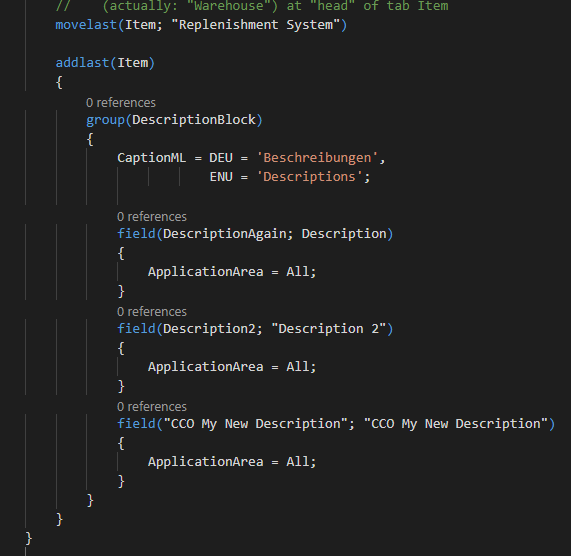 //    (actually: "Warehouse") at "head" of tab Item
movelast(Item; "Replenishment System")
addlast(Item)
{
0 references
group(DescriptionBlock)
{
CaptionML = DEU = 'Beschreibungen',
ENU = 'Descriptions';
0 references
field(DescriptionAgain; Description)
{
ApplicationArea = All;
}
0 references
field(Description2; "Description 2")
{
ApplicationArea = All;
}
0 references
field("CCO My New Description"; "CCO My New Description")
{
ApplicationArea = All;
}
}
}
}